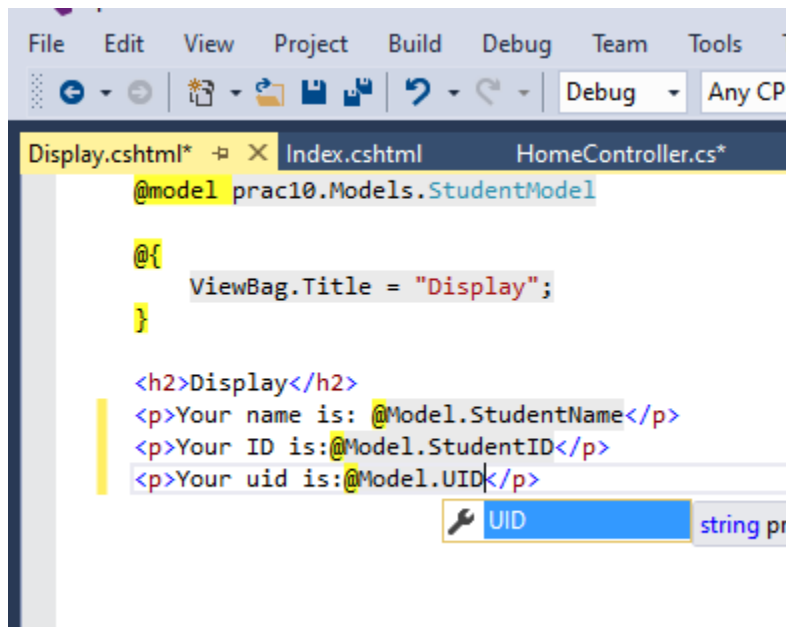 File Edit View Project Build Debug Team Tools
Debug Any CP
Display.cshtml* Index.cshtml HomeController.cs*
@model prac10.Models.StudentModel
@{
ViewBag.Title = "Display";
}
<h2>Display</h2>
<p>Your name is: @Model.StudentName</p>
<p>Your ID is:@Model.StudentID</p>
<p>Your uid is:@Model.UID</p>
UID string pr